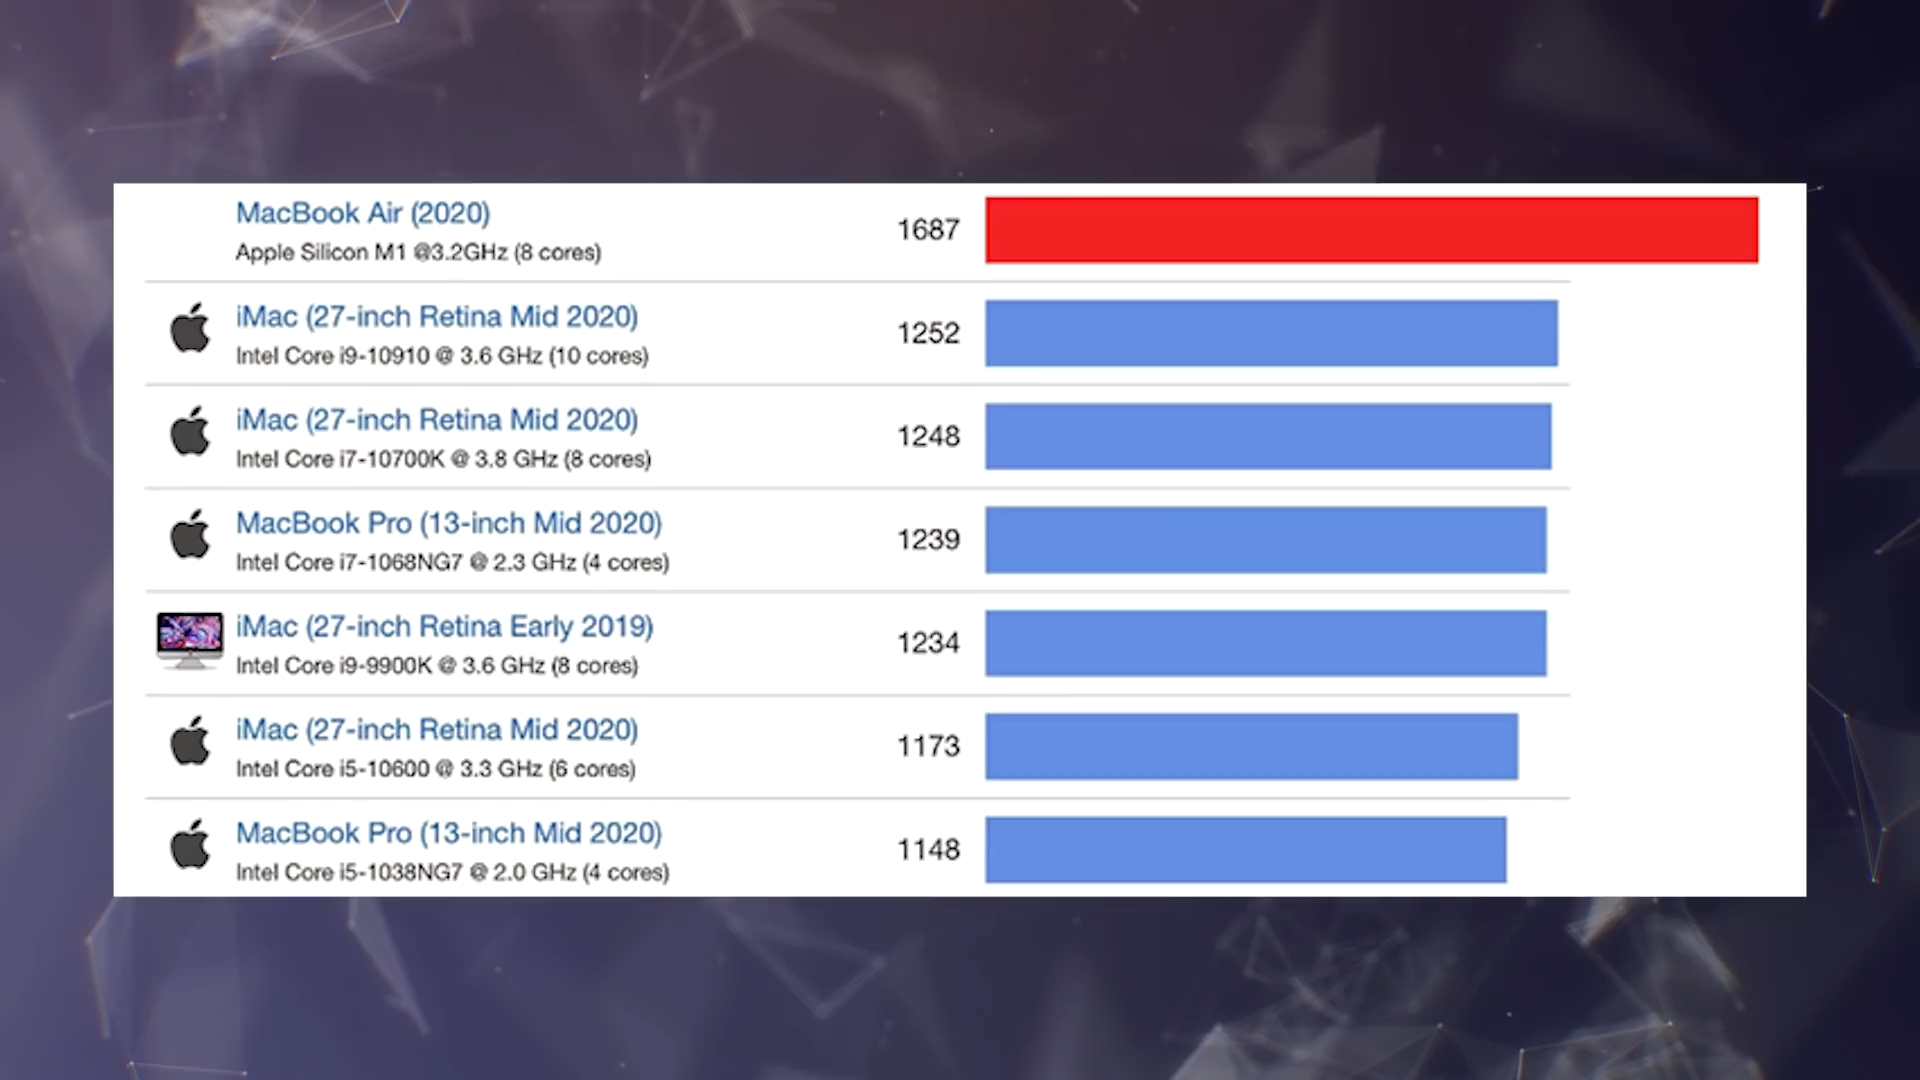 MacBook Air (2020)
1687
Apple Silicon M1 @3.2GHz (8 cores)
iMac (27-inch Retina Mid 2020)
1252
Intel Core i9-10910 @ 3.6 GHz (10 cores)
iMac (27-inch Retina Mid 2020)
1248
Intel Core i7-10700K @ 3.8 GHz (8 cores)
MacBook Pro (13-inch Mid 2020)
1239
Intel Core i7-1068NG7 @ 2.3 GHz (4 cores)
iMac (27-inch Retina Early 2019)
1234
Intel Core i9-9900K @ 3.6 GHz (8 cores)
iMac (27-inch Retina Mid 2020)
1173
Intel Core i5-10600 @ 3.3 GHz (6 cores)
MacBook Pro (13-inch Mid 2020)
1148
Intel Core i5-1038NG7 @ 2.0 GHz (4 cores)